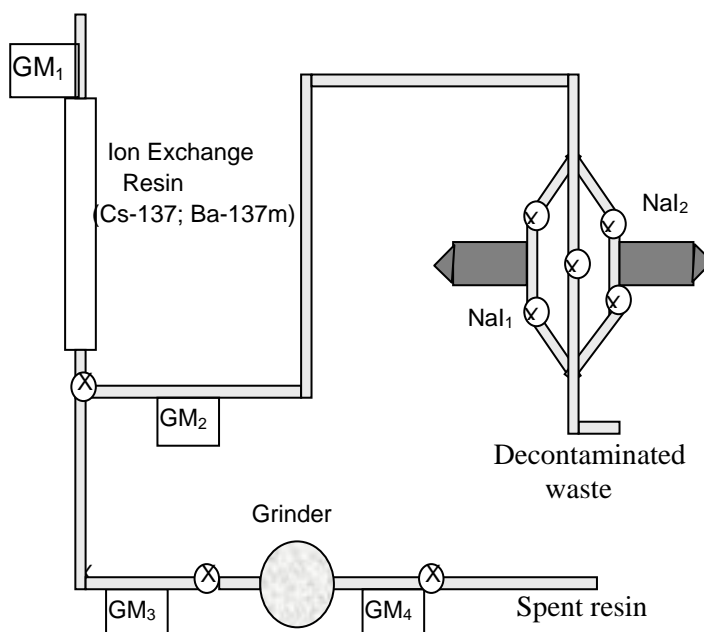 GM₁
Ion Exchange
Resin
(Cs-137; Ba-137m)
NaI₂
NaI₁
X
GM₂
Decontaminated
waste
Grinder
X
X
GM₃
GM₄
Spent resin
x
x
x
x
x